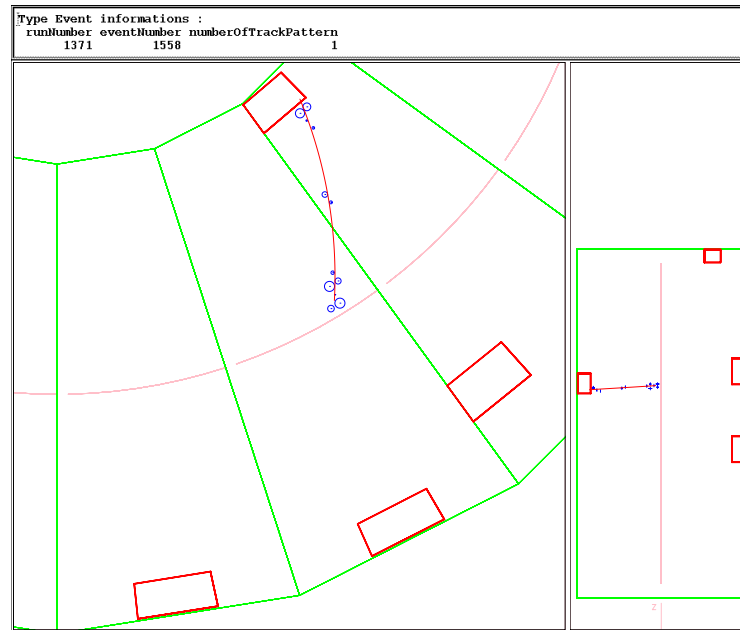 Type Event informations :
runNumber eventNumber numberOfTrackPattern
1371 1558 1
z